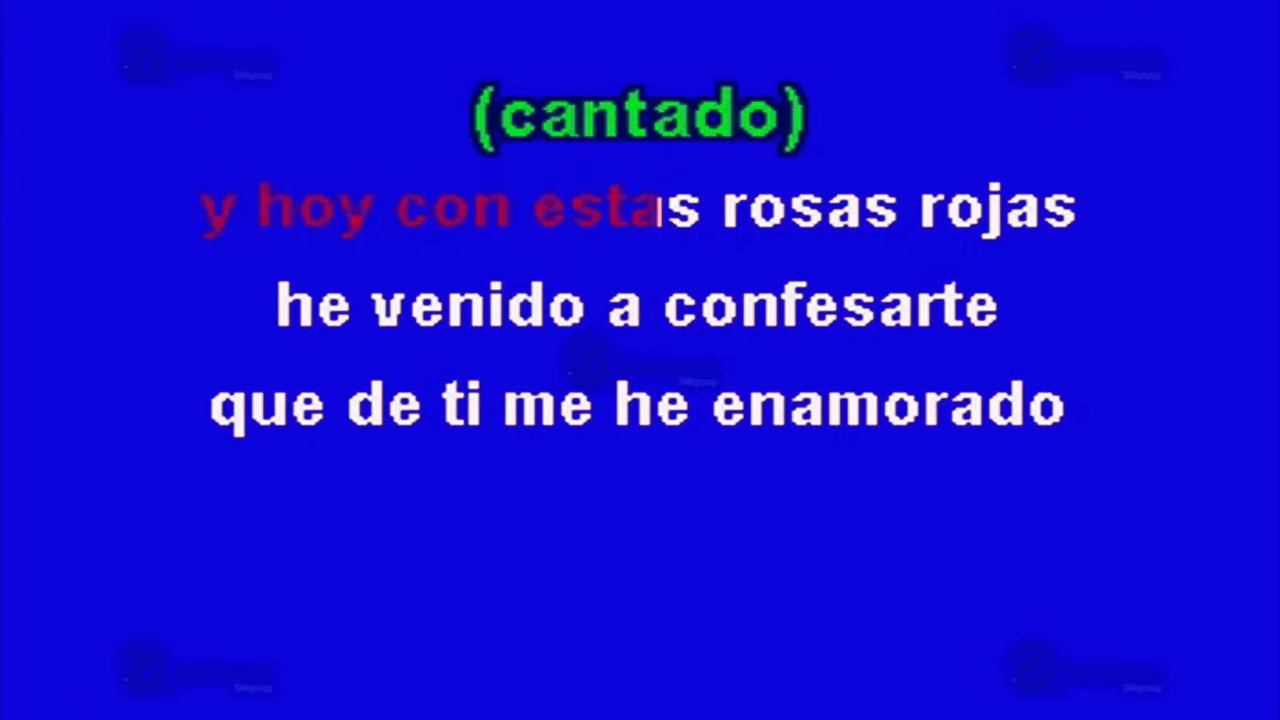 (cantado)
y hoy con estas rosas rojas
he venido a confesarte
que de ti me he enamorado